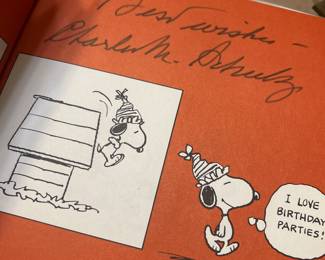 Best wishes -
Charles M. Schulz
I LOVE
BIRTHDAY
PARTIES!